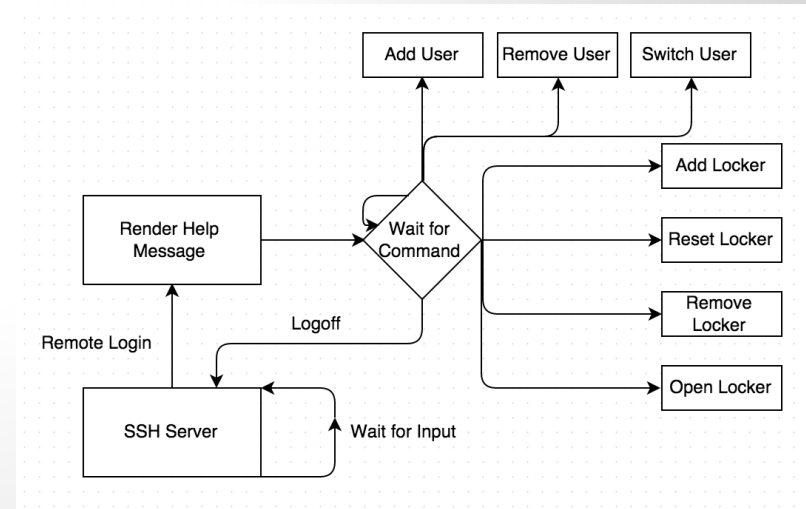 Add User
Remove User
Switch User
Add Locker
Render Help
Message
Wait for
Command
Reset Locker
Remove
Locker
Logoff
Remote Login
Open Locker
SSH Server
Wait for Input